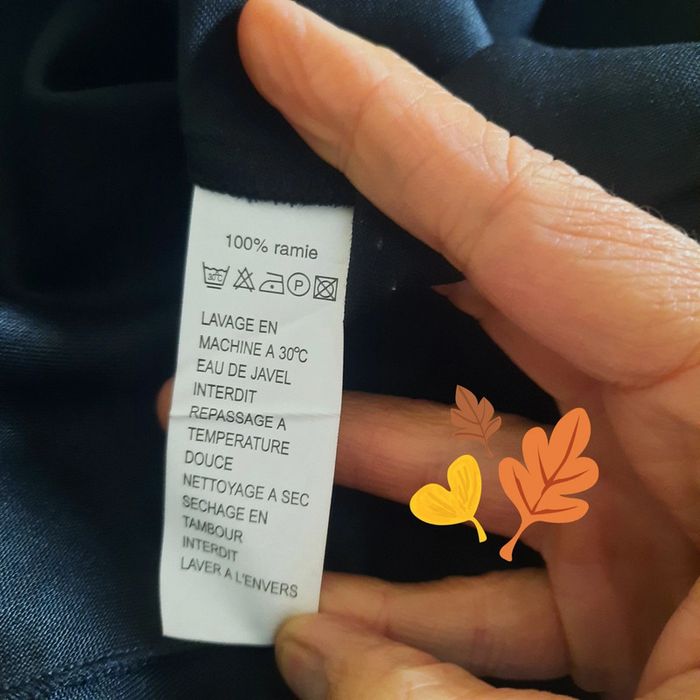 100% ramie
30°C P
LAVAGE EN
MACHINE A 30°C
EAU DE JAVEL
INTERDIT
REPASSAGE A
TEMPERATURE
DOUCE
NETTOYAGE A SEC
SECHAGE EN
TAMBOUR
INTERDIT
LAVER A L'ENVERS